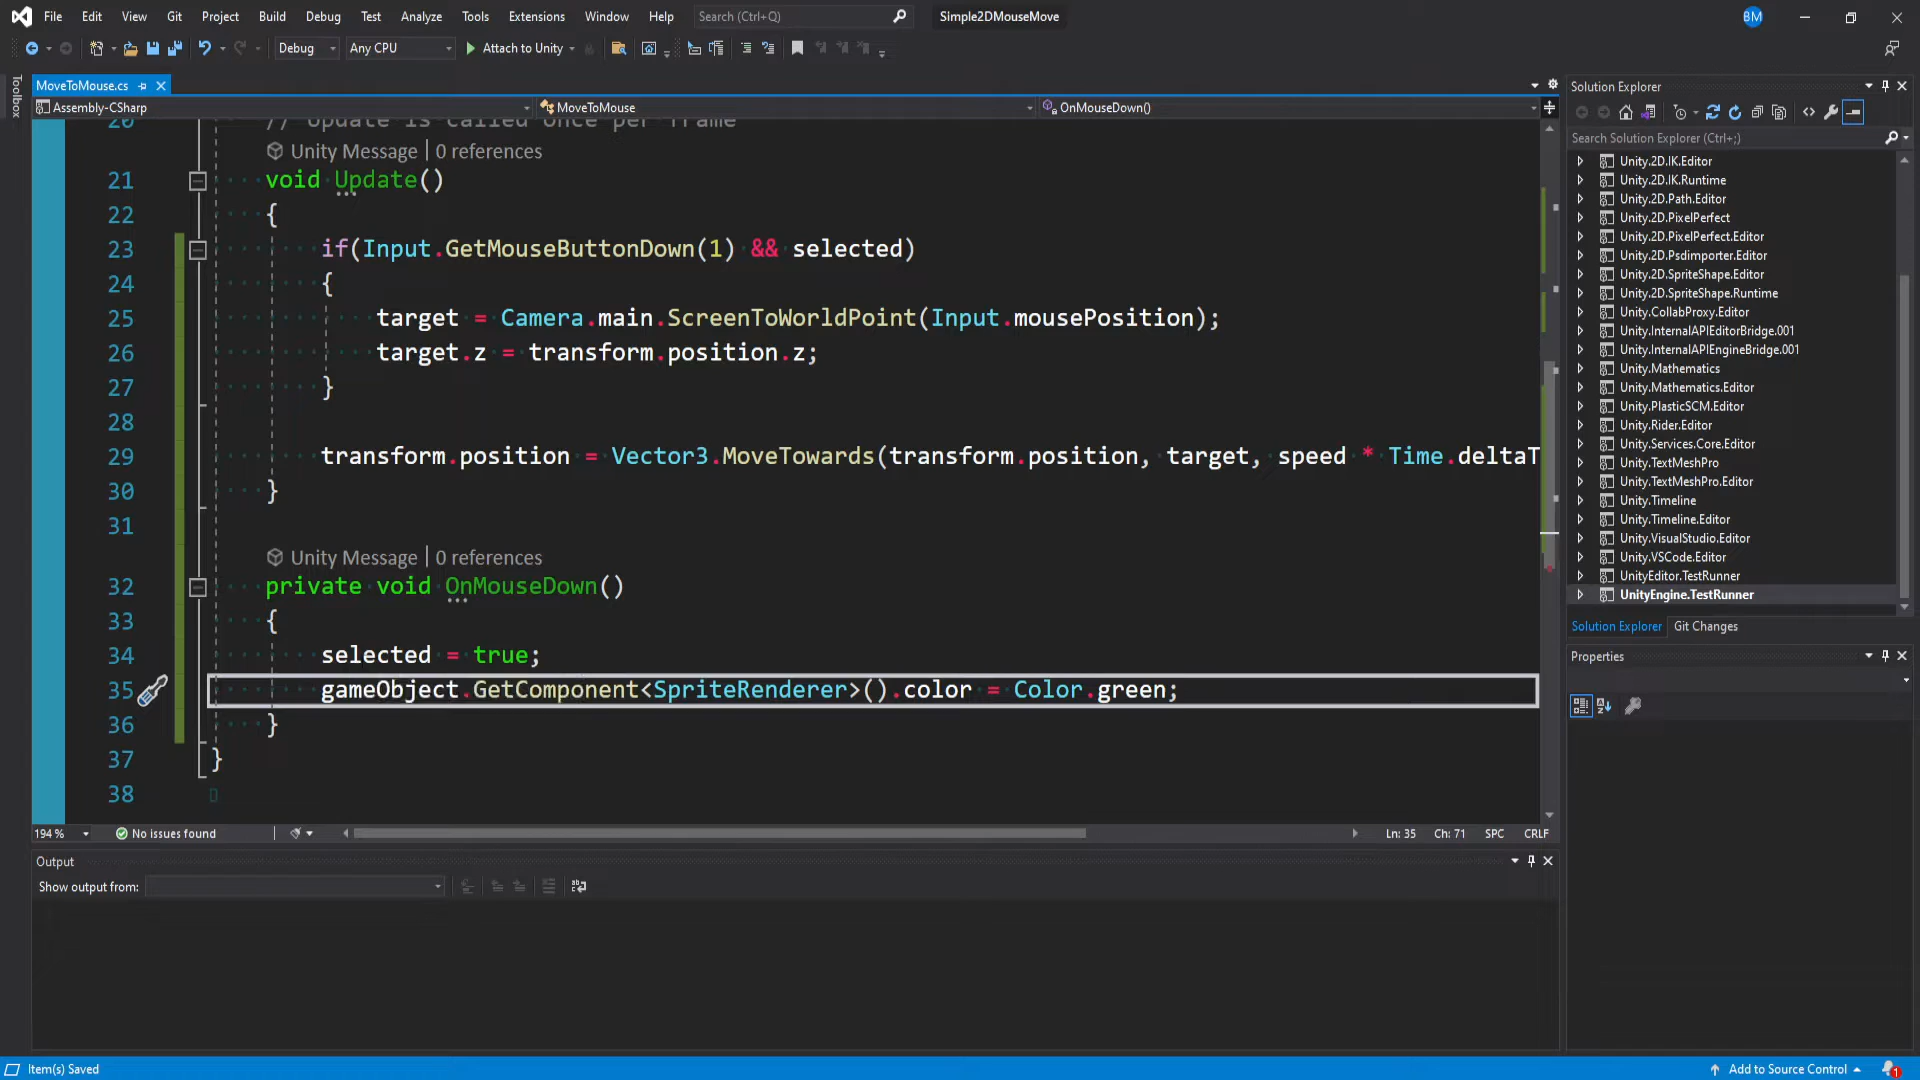 File Edit View Git Project Build Debug Test Analyze Tools Extensions Window Help Search (Ctrl+Q) Simple2DMouseMove BM
Debug Any CPU Attach to Unity
Toolbox
MoveToMouse.cs
Assembly-CSharp MoveToMouse OnMouseDown()
20 // Update is called once per frame
Unity Message | 0 references
21 void Update()
22 {
23 if(Input.GetMouseButtonDown(1) && selected)
24 {
25 target = Camera.main.ScreenToWorldPoint(Input.mousePosition);
26 target.z = transform.position.z;
27 }
28
29 transform.position = Vector3.MoveTowards(transform.position, target, speed * Time.deltaT
30 }
31
Unity Message | 0 references
32 private void OnMouseDown()
33 {
34 selected = true;
35 gameObject.GetComponent<SpriteRenderer>().color = Color.green;
36 }
37 }
38
194 % No issues found Ln: 35 Ch: 71 SPC CRLF
Output
Show output from:
Solution Explorer
Search Solution Explorer (Ctrl+;)
Unity.2D.IK.Editor
Unity.2D.IK.Runtime
Unity.2D.Path.Editor
Unity.2D.PixelPerfect
Unity.2D.PixelPerfect.Editor
Unity.2D.Psdimporter.Editor
Unity.2D.SpriteShape.Editor
Unity.2D.SpriteShape.Runtime
Unity.CollabProxy.Editor
Unity.InternalAPIEditorBridge.001
Unity.InternalAPIEngineBridge.001
Unity.Mathematics
Unity.Mathematics.Editor
Unity.PlasticSCM.Editor
Unity.Rider.Editor
Unity.Services.Core.Editor
Unity.TextMeshPro
Unity.TextMeshPro.Editor
Unity.Timeline
Unity.Timeline.Editor
Unity.VisualStudio.Editor
Unity.VSCode.Editor
UnityEditor.TestRunner
UnityEngine.TestRunner
Solution Explorer Git Changes
Properties
Item(s) Saved Add to Source Control 1